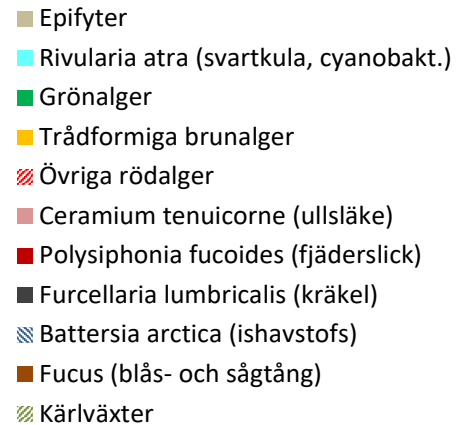 Epifyter
Rivularia atra (svartkula, cyanobakt.)
Grönalger
Trådformiga brunalger
Övriga rödalger
Ceramium tenuicorne (ullsläke)
Polysiphonia fucoides (fjäderslick)
Furcellaria lumbricalis (kräkel)
Battersia arctica (ishavstofs)
Fucus (blås- och sågtång)
Kärlväxter